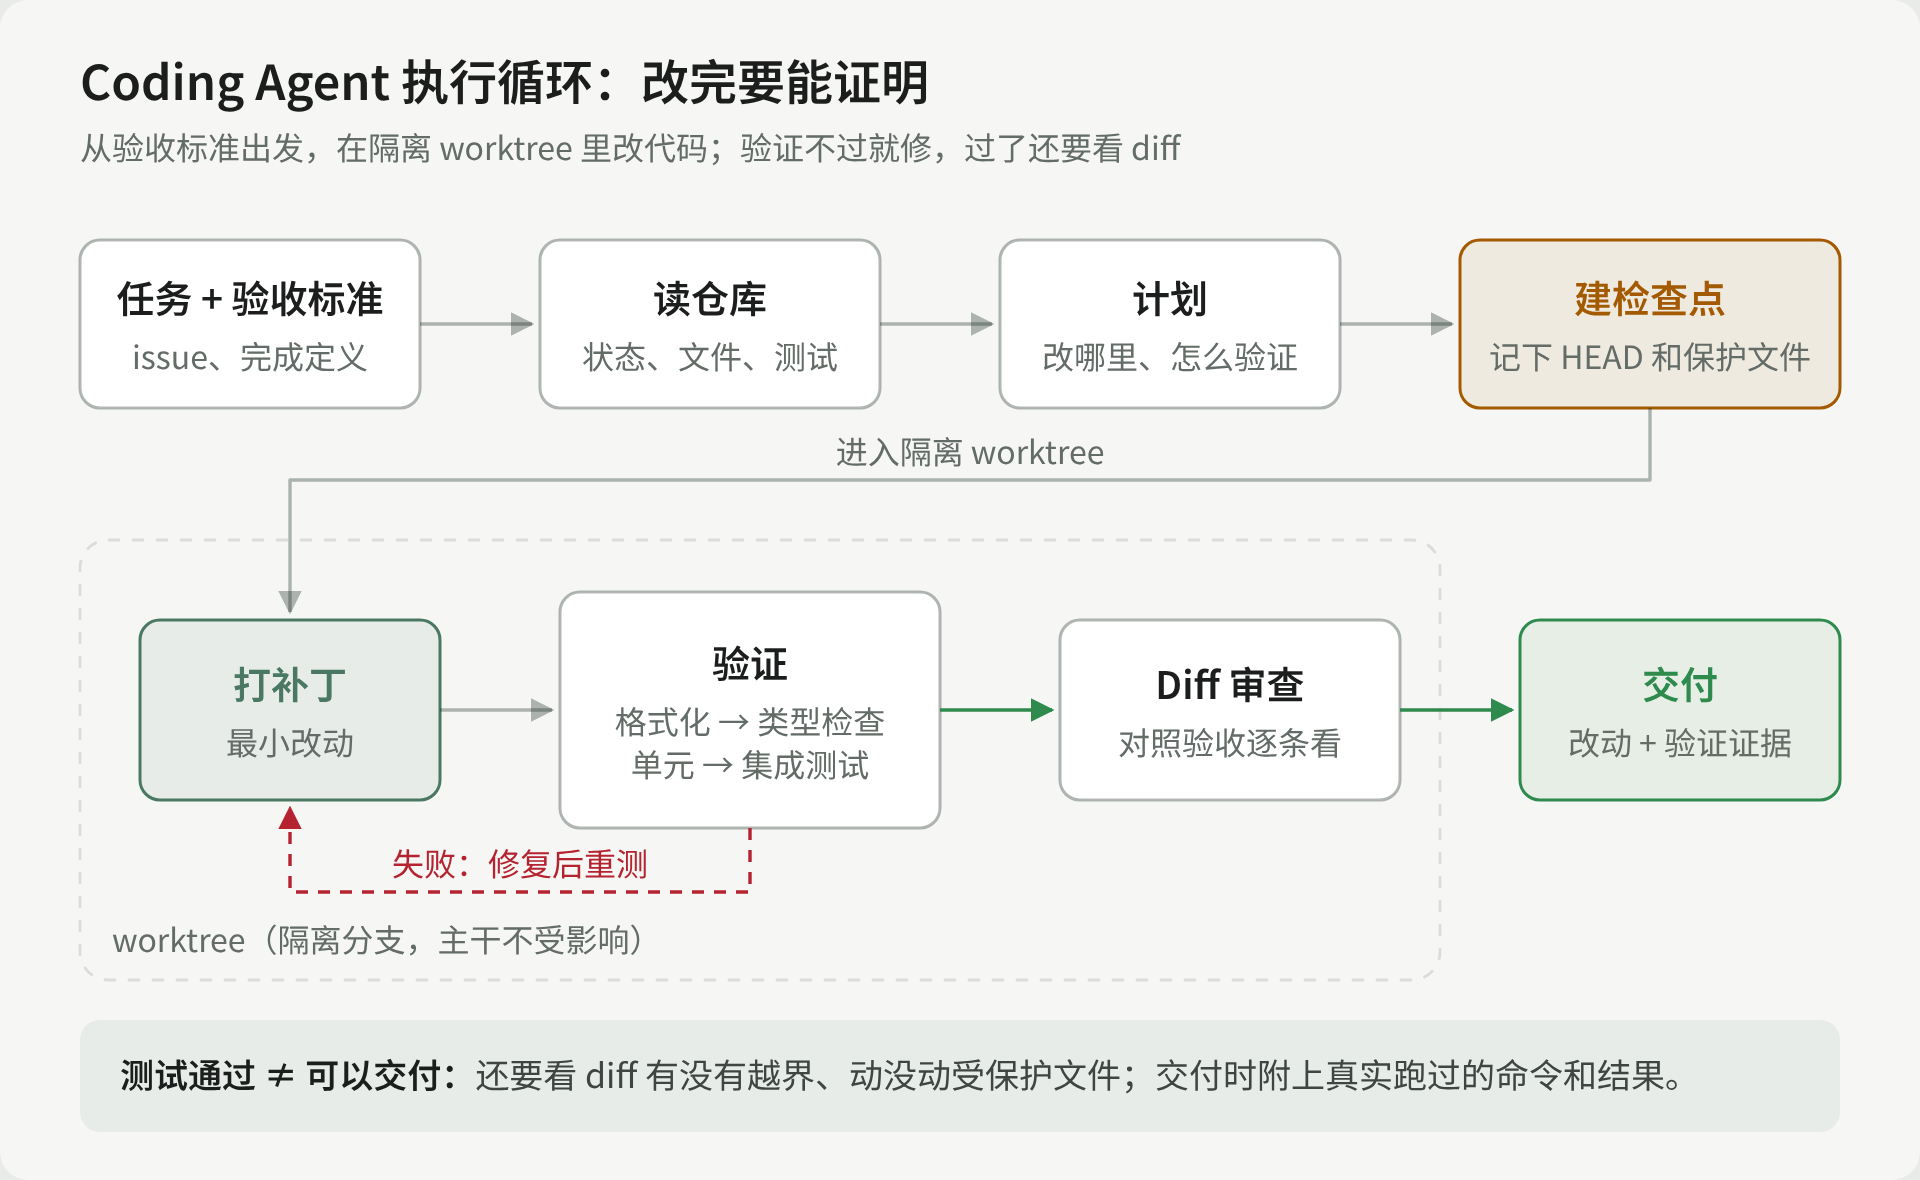 Coding Agent 执行循环：改完要能证明
从验收标准出发，在隔离 worktree 里改代码；验证不过就修，过了还要看 diff
任务 + 验收标准
issue、完成定义
读仓库
状态、文件、测试
计划
改哪里、怎么验证
建检查点
记下 HEAD 和保护文件
进入隔离 worktree
打补丁
最小改动
验证
格式化 → 类型检查
单元 → 集成测试
Diff 审查
对照验收逐条看
交付
改动 + 验证证据
失败：修复后重测
worktree（隔离分支，主干不受影响）
测试通过 ≠ 可以交付：还要看 diff 有没有越界、动没动受保护文件；交付时附上真实跑过的命令和结果。